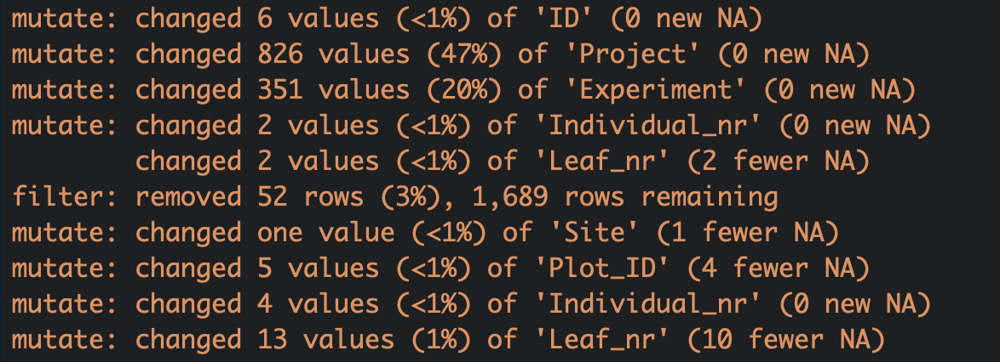 mutate: changed 6 values (<1%) of 'ID' (0 new NA)
mutate: changed 826 values (47%) of 'Project' (0 new NA)
mutate: changed 351 values (20%) of 'Experiment' (0 new NA)
mutate: changed 2 values (<1%) of 'Individual_nr' (0 new NA)
        changed 2 values (<1%) of 'Leaf_nr' (2 fewer NA)
filter: removed 52 rows (3%), 1,689 rows remaining
mutate: changed one value (<1%) of 'Site' (1 fewer NA)
mutate: changed 5 values (<1%) of 'Plot_ID' (4 fewer NA)
mutate: changed 4 values (<1%) of 'Individual_nr' (0 new NA)
mutate: changed 13 values (1%) of 'Leaf_nr' (10 fewer NA)